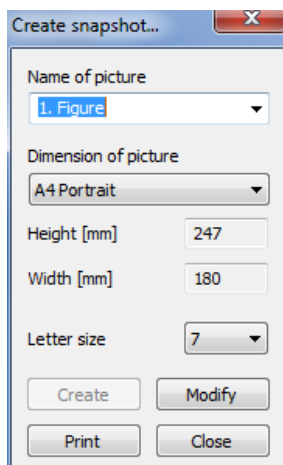 Create snapshot...
Name of picture
1. Figure
Dimension of picture
A4 Portrait
Height [mm] 247
Width [mm] 180
Letter size 7
Create Modify
Print Close